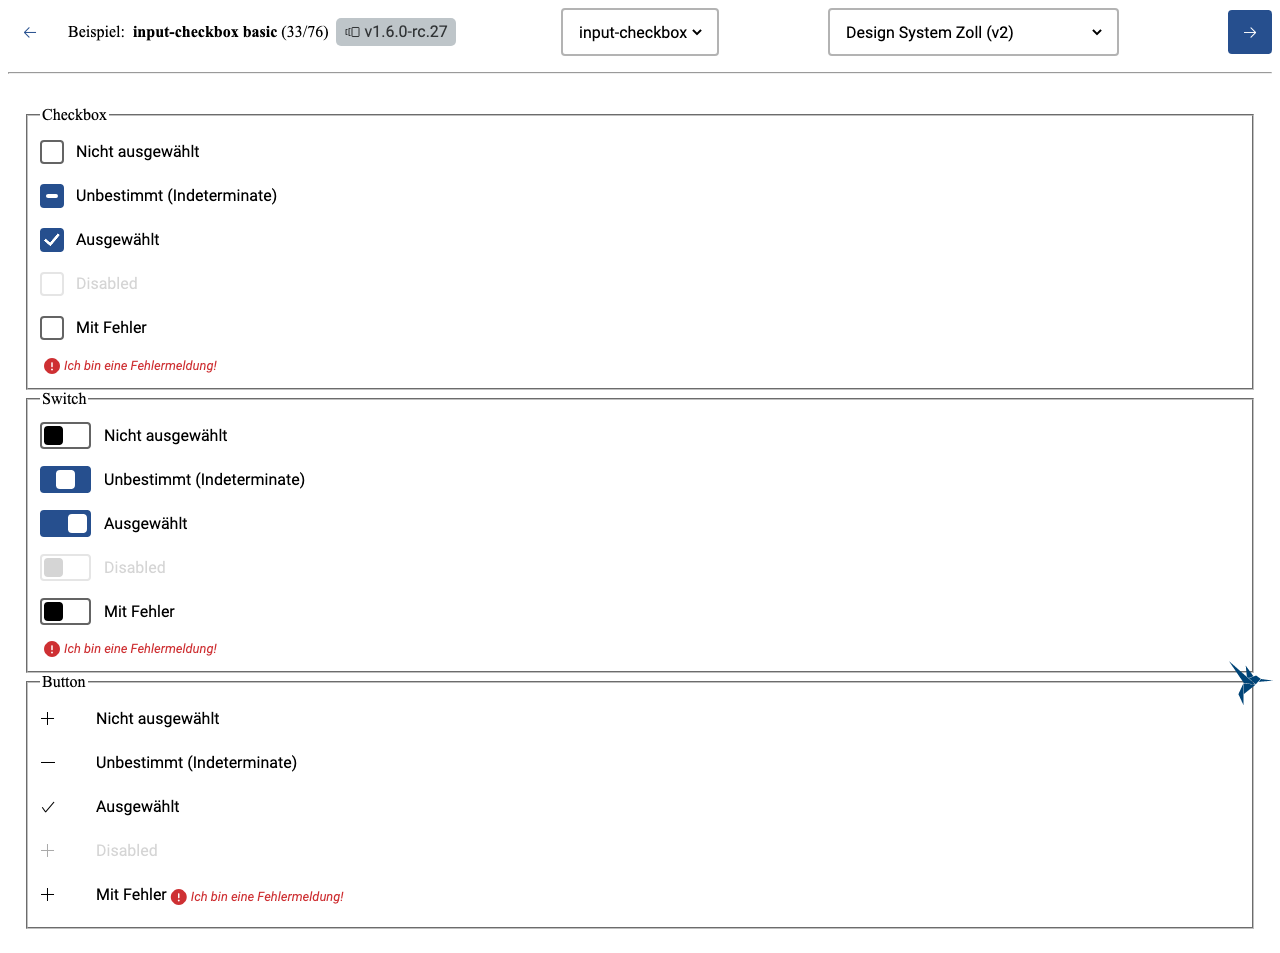 Beispiel: input-checkbox basic (33/76) v1.6.0-rc.27 input-checkbox Design System Zoll (v2)
Checkbox
Nicht ausgewählt
Unbestimmt (Indeterminate)
Ausgewählt
Disabled
Mit Fehler
Ich bin eine Fehlermeldung!
Switch
Nicht ausgewählt
Unbestimmt (Indeterminate)
Ausgewählt
Disabled
Mit Fehler
Ich bin eine Fehlermeldung!
Button
Nicht ausgewählt
Unbestimmt (Indeterminate)
Ausgewählt
Disabled
Mit Fehler Ich bin eine Fehlermeldung!